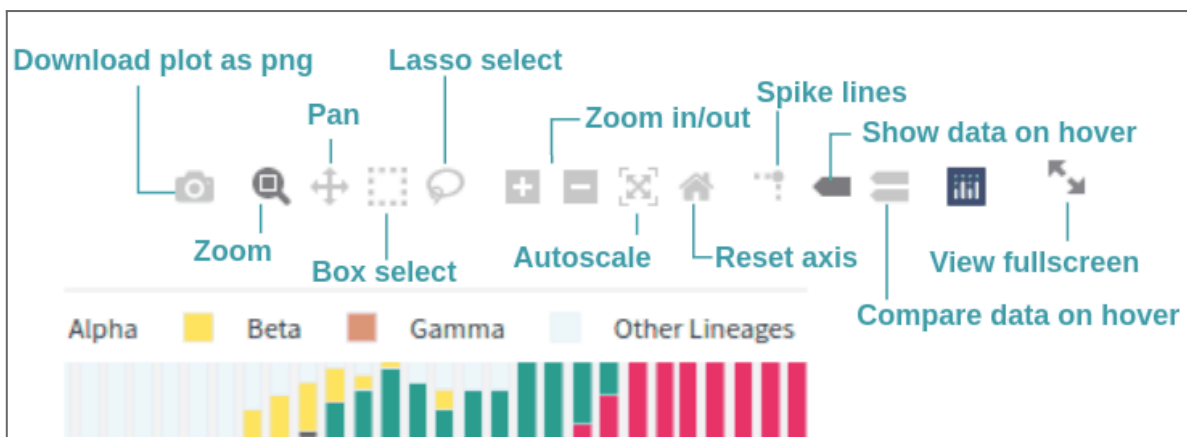 Download plot as png
Lasso select
Pan
Zoom in/out
Spike lines
Show data on hover
Zoom
Box select
Autoscale
Reset axis
View fullscreen
Compare data on hover
Alpha Beta Gamma Other Lineages